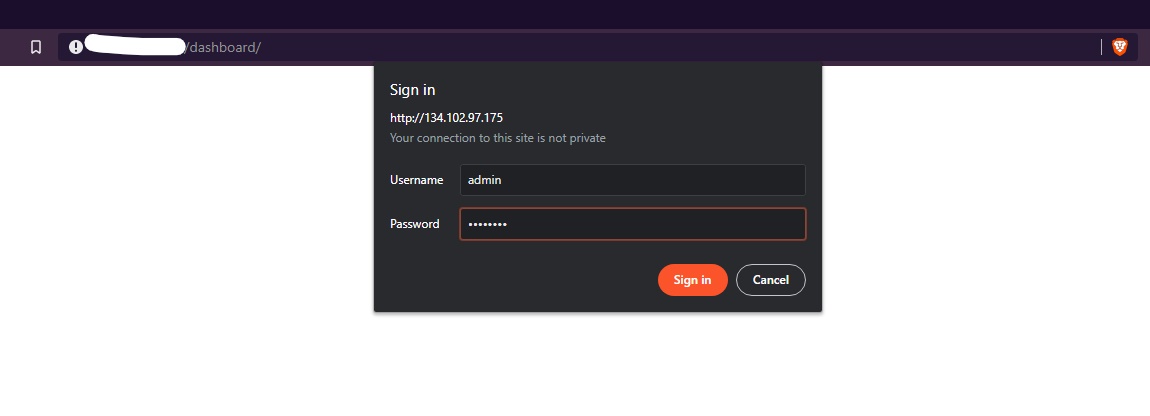 /dashboard/
Sign in
http://134.102.97.175
Your connection to this site is not private
Username admin
Password ••••••••
Sign in Cancel